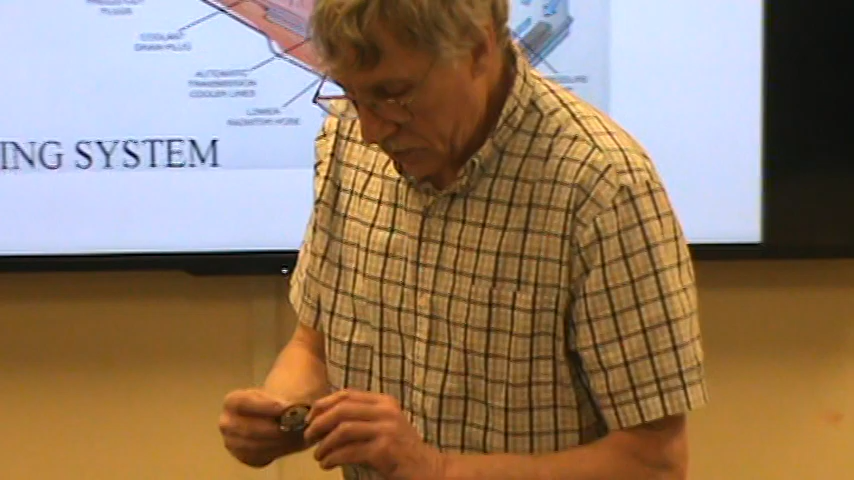 COOLANT
DRAIN PLUG
AUTOMATIC
TRANSMISSION
COOLER LINES
LOWER
RADIATOR HOSE
ING SYSTEM